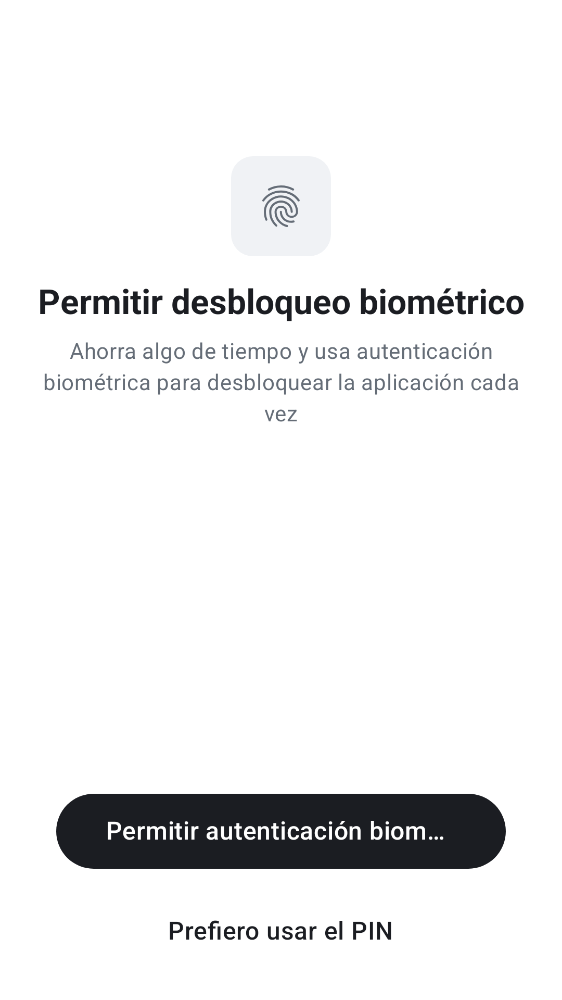 Permitir desbloqueo biométrico
Ahorra algo de tiempo y usa autenticación
biométrica para desbloquear la aplicación cada
vez
Permitir autenticación biom…
Prefiero usar el PIN